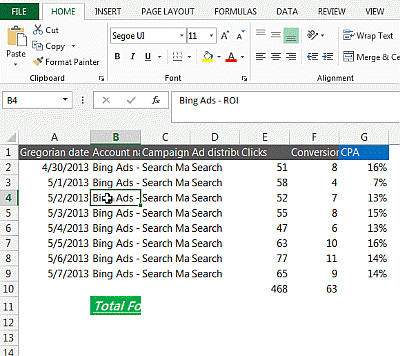 FILE HOME INSERT PAGE LAYOUT FORMULAS DATA REVIEW VIEW
Paste Cut Copy Format Painter
Segoe UI 11 A A
B I U A
Wrap Text
Merge & Ce
Clipboard Font Alignment
B4 fx Bing Ads - ROI
A B C D E F G
1 Gregorian date Account na Campaign Ad distribu Clicks Conversion CPA
2 4/30/2013 Bing Ads - Search Ma Search 51 8 16%
3 5/1/2013 Bing Ads - Search Ma Search 58 4 7%
4 5/2/2013 Bing Ads - Search Ma Search 52 7 13%
5 5/3/2013 Bing Ads - Search Ma Search 55 8 15%
6 5/4/2013 Bing Ads - Search Ma Search 47 6 13%
7 5/5/2013 Bing Ads - Search Ma Search 63 10 16%
8 5/6/2013 Bing Ads - Search Ma Search 77 11 14%
9 5/7/2013 Bing Ads - Search Ma Search 65 9 14%
10 468 63
11 Total Fo
12
13
14